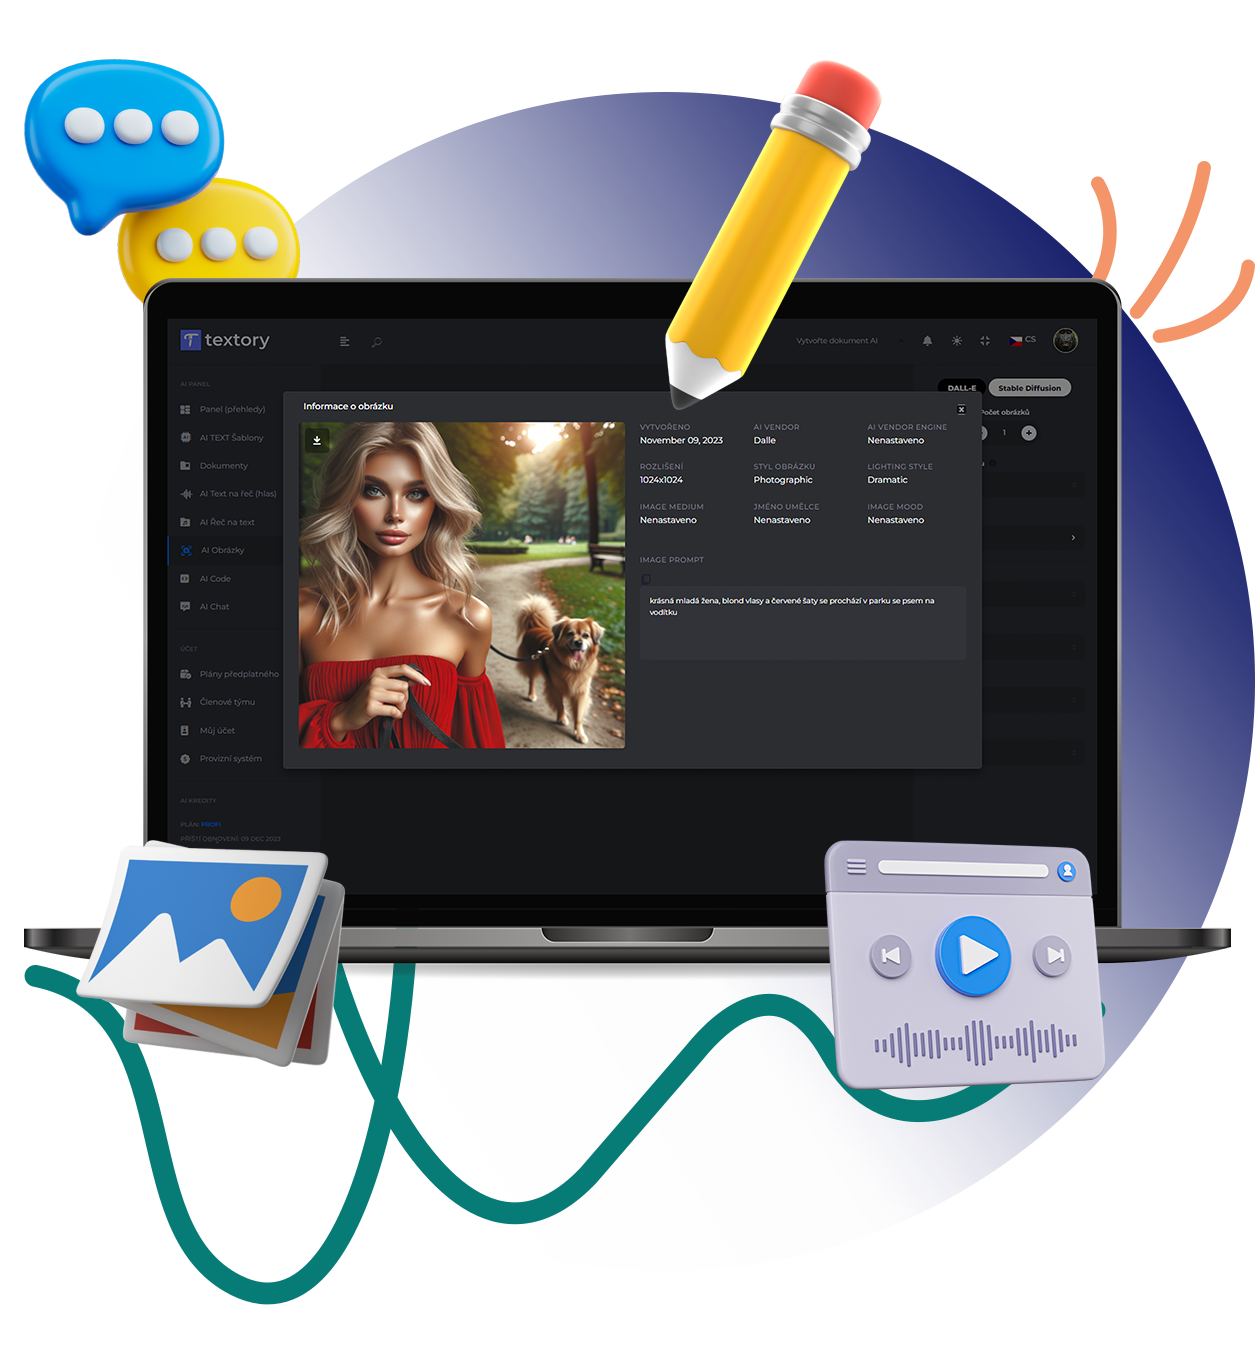 textory
Vytvořte dokument AI
CS
AI PANEL
Panel (přehledy)
AI TEXT Šablony
Dokumenty
AI Text na řeč (hlas)
AI Řeč na text
AI Obrázky
AI Code
AI Chat
ÚČET
Plány předplatného
Členové týmu
Můj účet
Provizní systém
AI KREDITY
PLÁN: PROFI
PŘÍŠTÍ OBNOVENÍ: 09 DEC 2023
DALL-E
Stable Diffusion
Počet obrázků
1
Informace o obrázku
VYTVOŘENO
November 09, 2023
AI VENDOR
Dalle
AI VENDOR ENGINE
Nenastaveno
ROZLIŠENÍ
1024x1024
STYL OBRÁZKU
Photographic
LIGHTING STYLE
Dramatic
IMAGE MEDIUM
Nenastaveno
JMÉNO UMĚLCE
Nenastaveno
IMAGE MOOD
Nenastaveno
IMAGE PROMPT
krásná mladá žena, blond vlasy a červené šaty se prochází v parku se psem na
vodítku